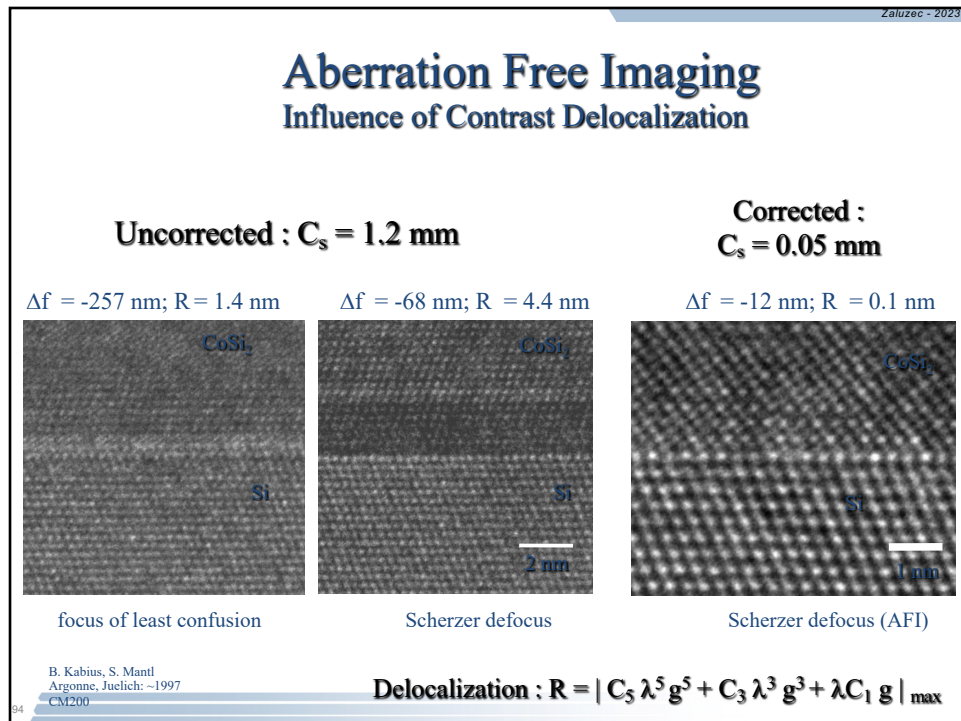 Zaluzec - 2023
Aberration Free Imaging
Influence of Contrast Delocalization
Uncorrected : Cₛ = 1.2 mm
Corrected :
Cₛ = 0.05 mm
Δf = -257 nm; R = 1.4 nm
Δf = -68 nm; R = 4.4 nm
Δf = -12 nm; R = 0.1 nm
CoSi₂
Si
CoSi₂
Si
2 nm
CoSi₂
Si
1 nm
focus of least confusion
Scherzer defocus
Scherzer defocus (AFI)
B. Kabius, S. Mantl
Argonne, Juelich: ~1997
CM200
Delocalization : R = | C₅ λ⁵ g⁵ + C₃ λ³ g³ + λC₁ g | max
94